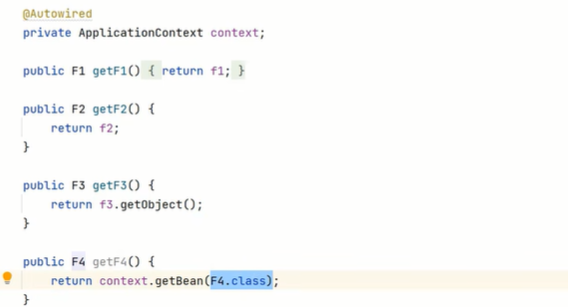 @Autowired
private ApplicationContext context;
public F1 getF1() { return f1; }
public F2 getF2() {
return f2;
}
public F3 getF3() {
return f3.getObject();
}
public F4 getF4() {
return context.getBean(F4.class);
}